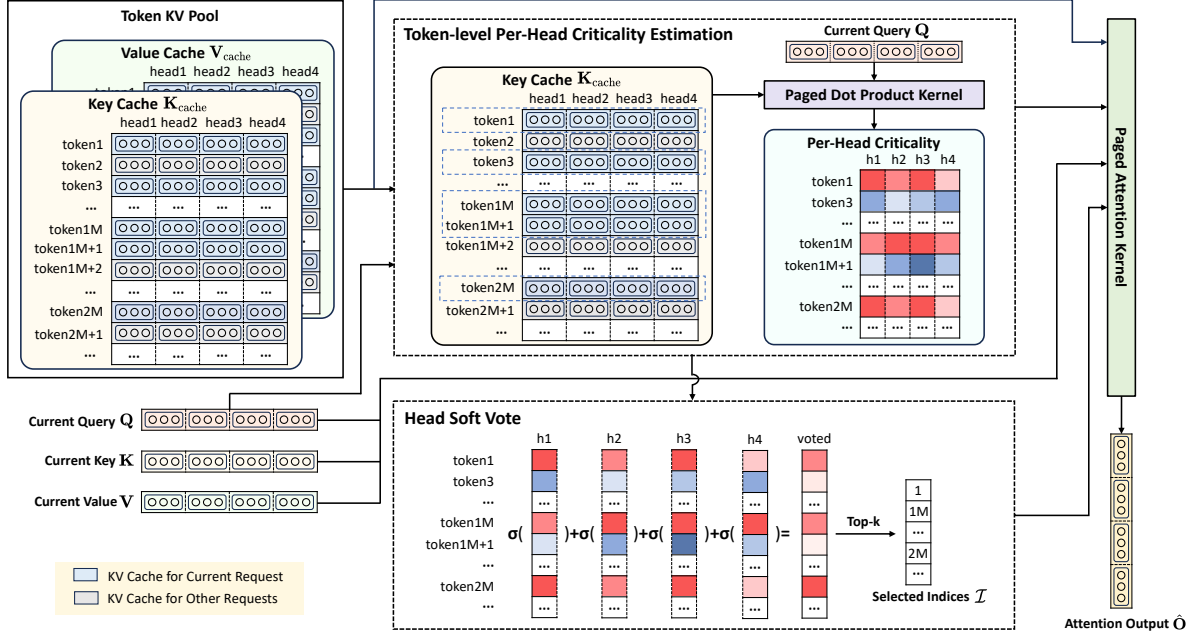 Token KV Pool
Value Cache V_cache
head1 head2 head3 head4
Key Cache K_cache
head1 head2 head3 head4
token1
token2
token3
... ... ... ... ...
token1M
token1M+1
token1M+2
... ... ... ... ...
token2M
token2M+1
... ... ... ... ...
Current Query Q
Current Key K
Current Value V
KV Cache for Current Request
KV Cache for Other Requests
Token-level Per-Head Criticality Estimation
Key Cache K_cache
head1 head2 head3 head4
token1
token2
token3
... ... ... ... ...
token1M
token1M+1
token1M+2
... ... ... ... ...
token2M
token2M+1
... ... ... ... ...
Current Query Q
Paged Dot Product Kernel
Per-Head Criticality
h1 h2 h3 h4
token1
token3
... ... ... ... ...
token1M
token1M+1
... ... ... ... ...
token2M
... ... ... ... ...
Head Soft Vote
h1 h2 h3 h4 voted
token1
token3
... ... ... ... ... ...
token1M
token1M+1
σ( )+σ( )+σ( )+σ( )=
... ... ... ... ... ...
token2M
... ... ... ... ... ...
Top-k
1
1M
...
2M
...
Selected Indices ℐ
Paged Attention Kernel
Attention Output Ô